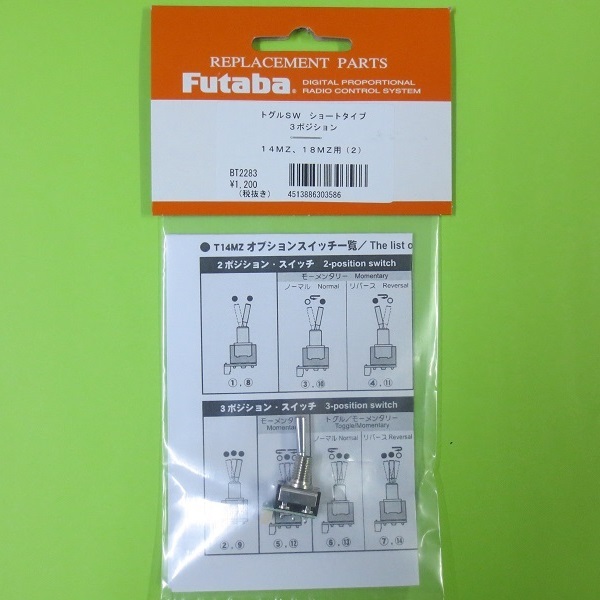 REPLACEMENT PARTS
Futaba® DIGITAL PROPORTIONAL
RADIO CONTROL SYSTEM
トグルSW ショートタイプ
3ポジション
14MZ、18MZ用(2)
BT2283
¥1,200
(税抜き)
4513886303586
● T14MZ オプションスイッチ一覧/ The list o
2ポジション・スイッチ 2-position switch
モーメンタリー Momentary
ノーマル Normal リバース Reversal
①,⑧ ③,⑩ ④,⑪
3ポジション・スイッチ 3-position switch
モーメンタリー トグル/モーメンタリー
Momentary Toggle/Momentary
ノーマル Normal リバース Reversal
②,⑨ ⑤,⑫ ⑥,⑬ ⑦,⑭